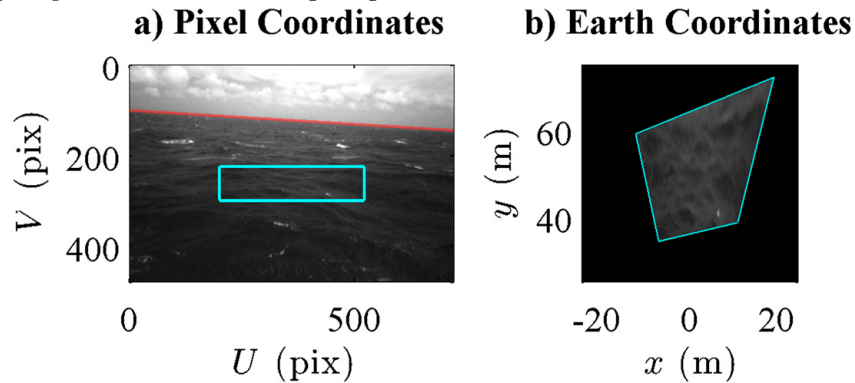 a) Pixel Coordinates
b) Earth Coordinates
0
200
400
V (pix)
0
500
U (pix)
60
40
y (m)
-20
0
20
x (m)